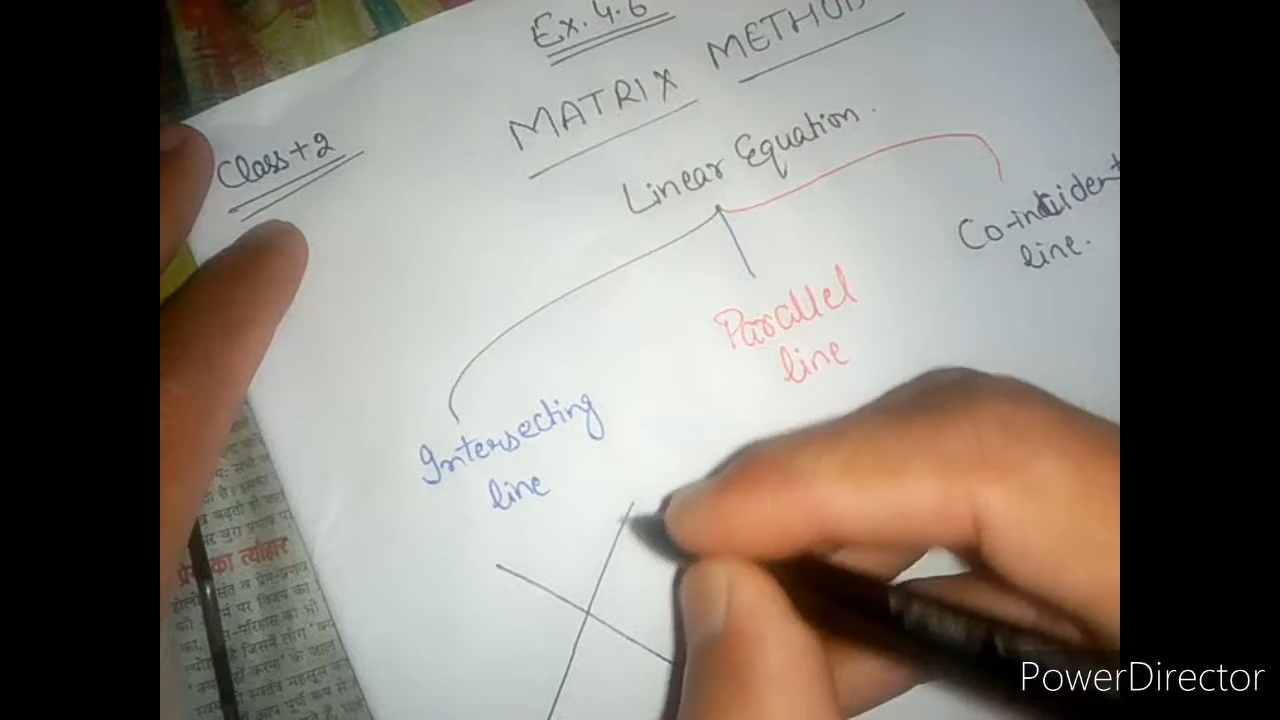 Ex. 4.6
MATRIX METHOD
Class + 2
Linear Equation.
Co-incident
line.
Parallel
line
Intersecting
line
का त्योहार
PowerDirector